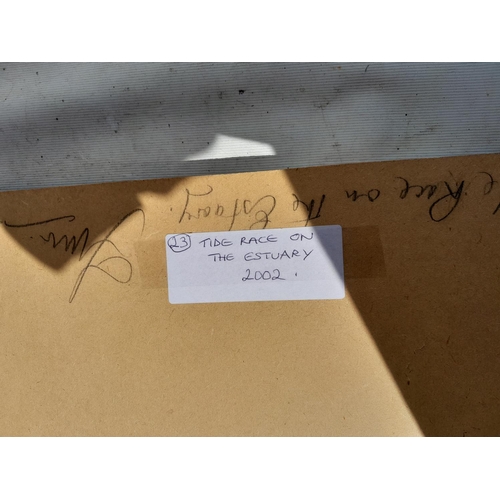 e Race on The Estuary.
23 TIDE RACE ON
THE ESTUARY
2002.